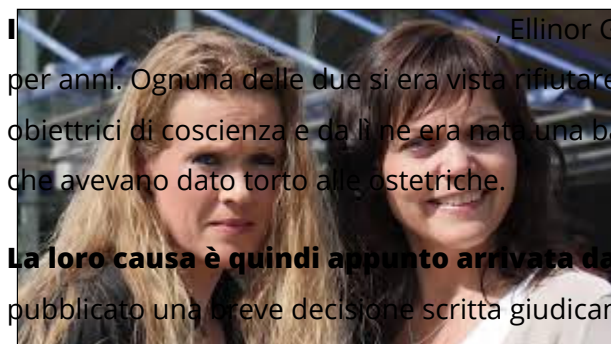 I , Ellinor
per anni. Ognuna delle due si era vista rifiutare
obiettrici di coscienza e da lì ne era nata una
che avevano dato torto alle ostetriche.
La loro causa è quindi appunto arrivata
pubblicato una breve decisione scritta